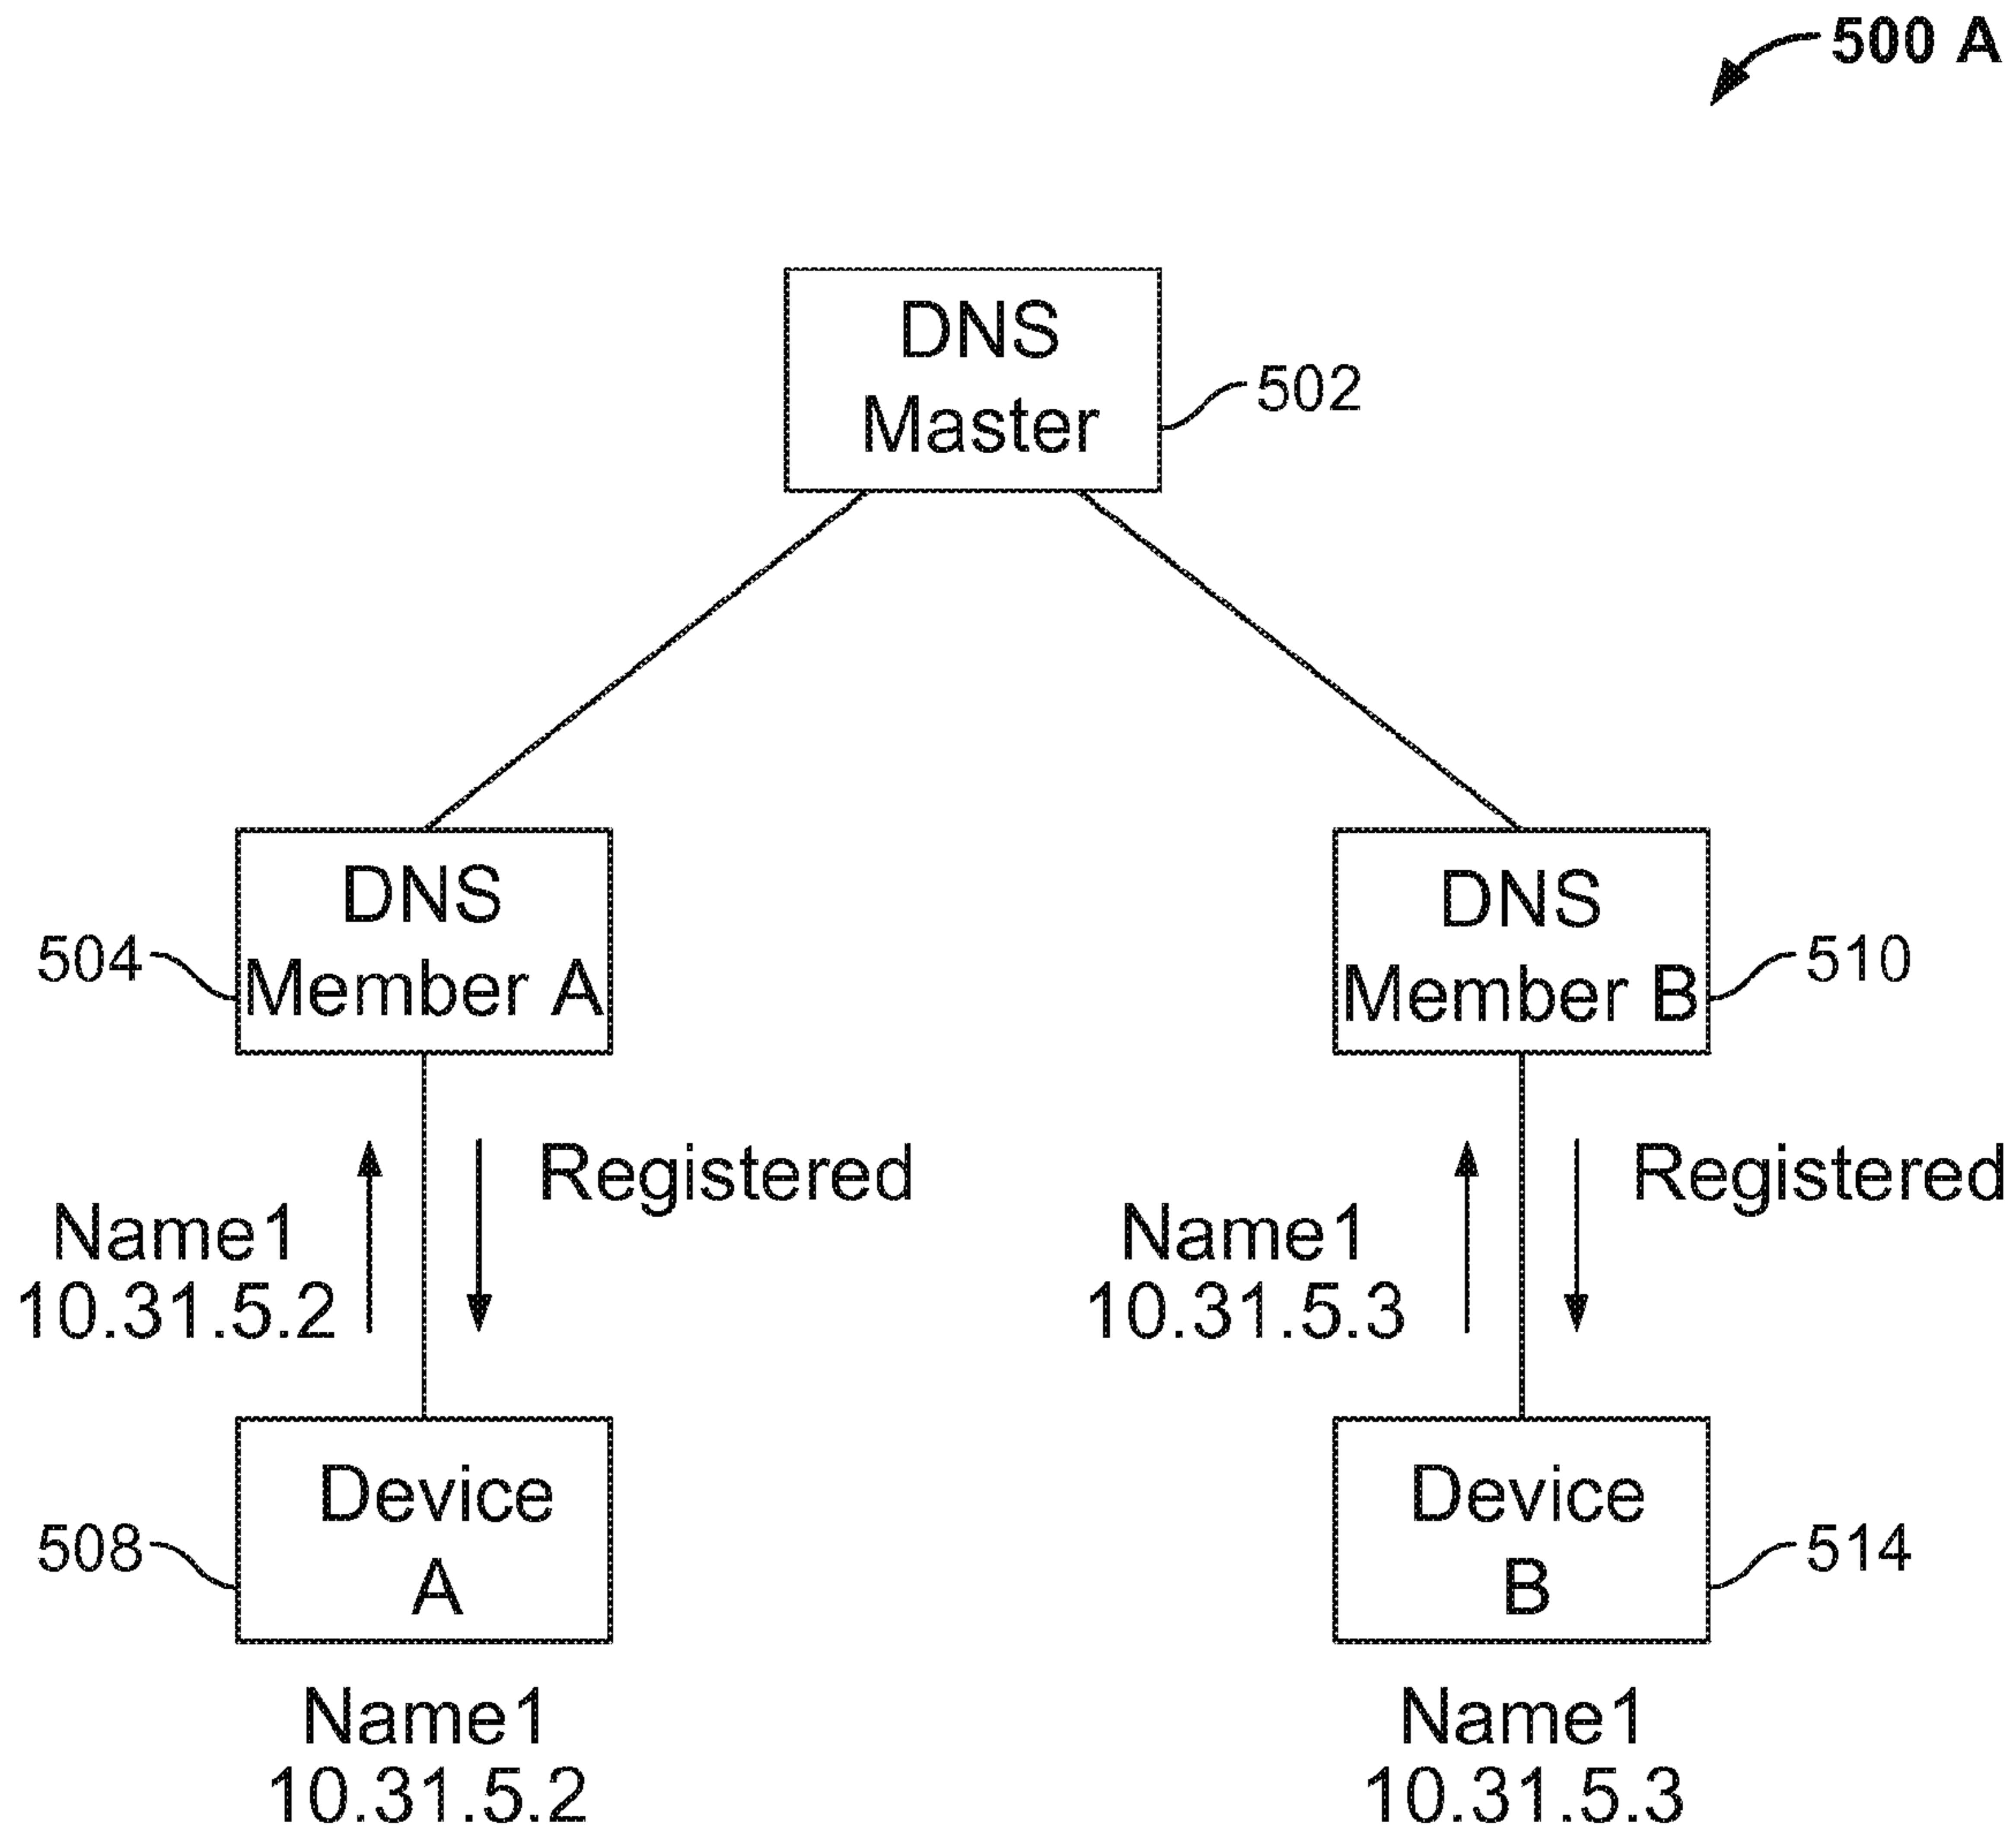 500 A
DNS
Master
502
DNS
Member A
504
DNS
Member B
510
Registered
Name1
10.31.5.2
Registered
Name1
10.31.5.3
Device
A
508
Device
B
514
Name1
10.31.5.2
Name1
10.31.5.3